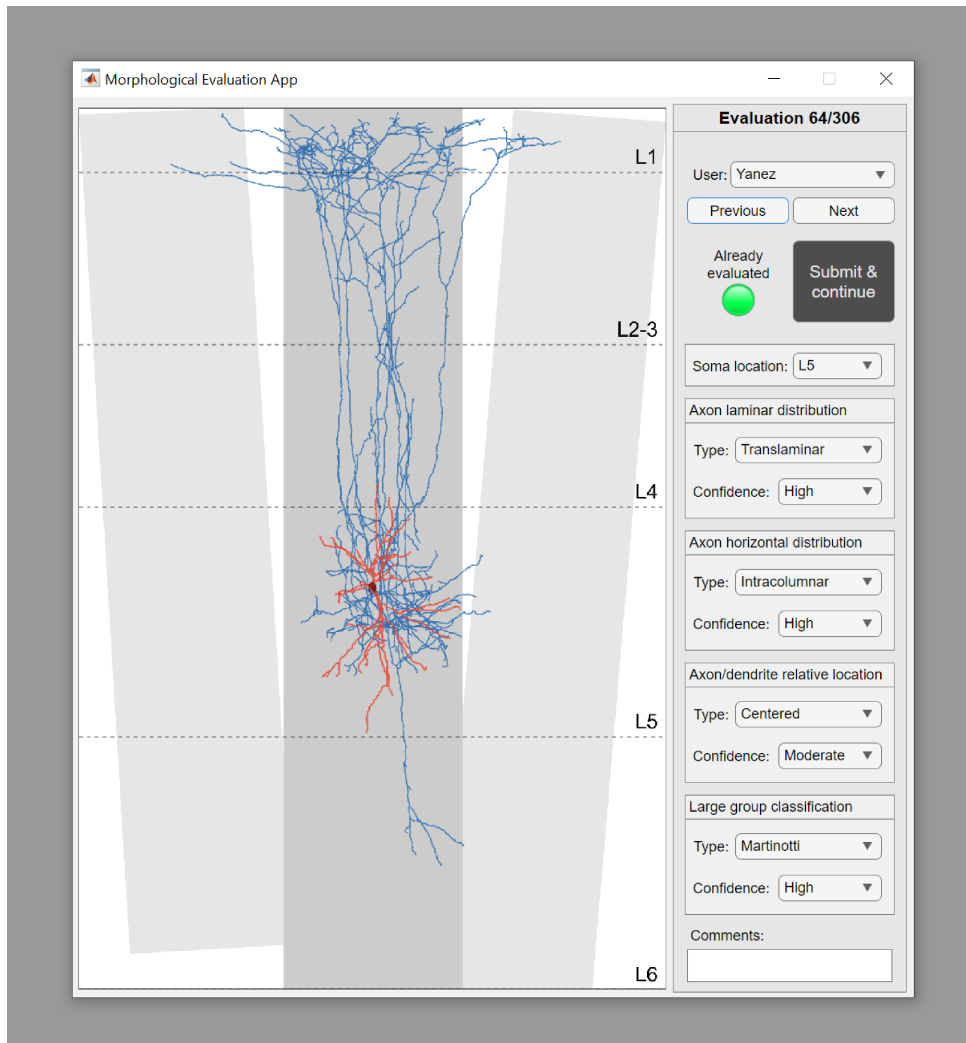 Morphological Evaluation App
L1
L2-3
L4
L5
L6
Evaluation 64/306
User: Yanez
Previous Next
Already
evaluated
Submit &
continue
Soma location: L5
Axon laminar distribution
Type: Translaminar
Confidence: High
Axon horizontal distribution
Type: Intracolumnar
Confidence: High
Axon/dendrite relative location
Type: Centered
Confidence: Moderate
Large group classification
Type: Martinotti
Confidence: High
Comments: